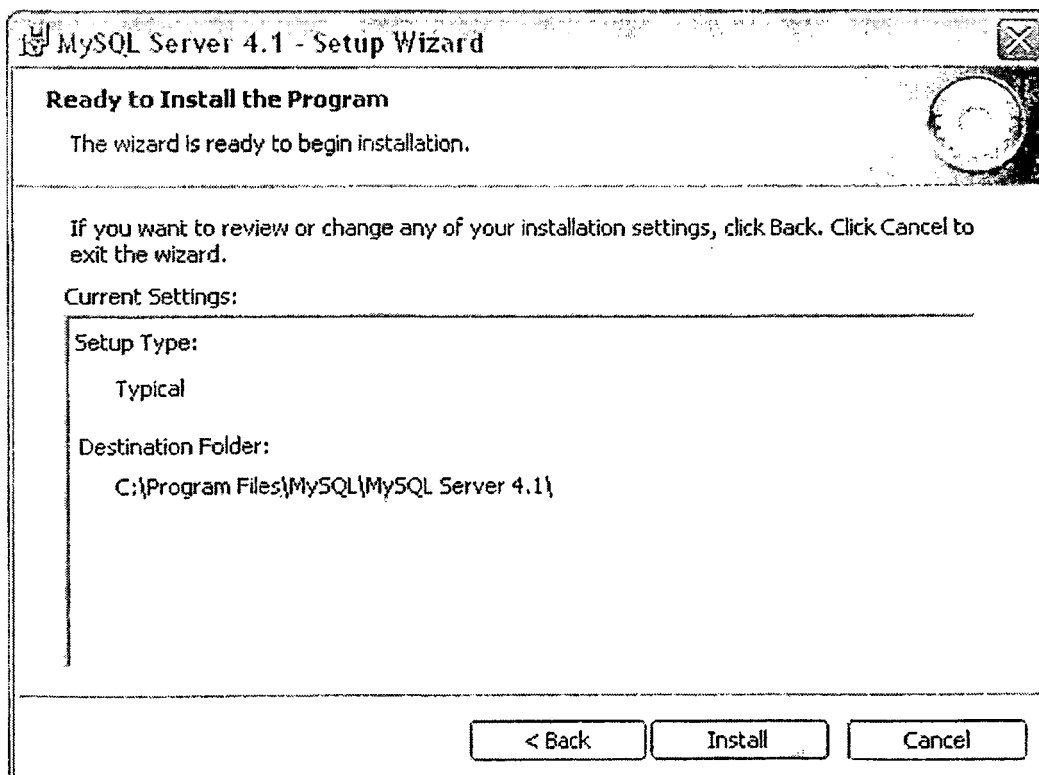 MySQL Server 4.1 - Setup Wizard
Ready to Install the Program
The wizard is ready to begin installation.
If you want to review or change any of your installation settings, click Back. Click Cancel to
exit the wizard.
Current Settings:
Setup Type:
Typical
Destination Folder:
C:\Program Files\MySQL\MySQL Server 4.1\
< Back
Install
Cancel